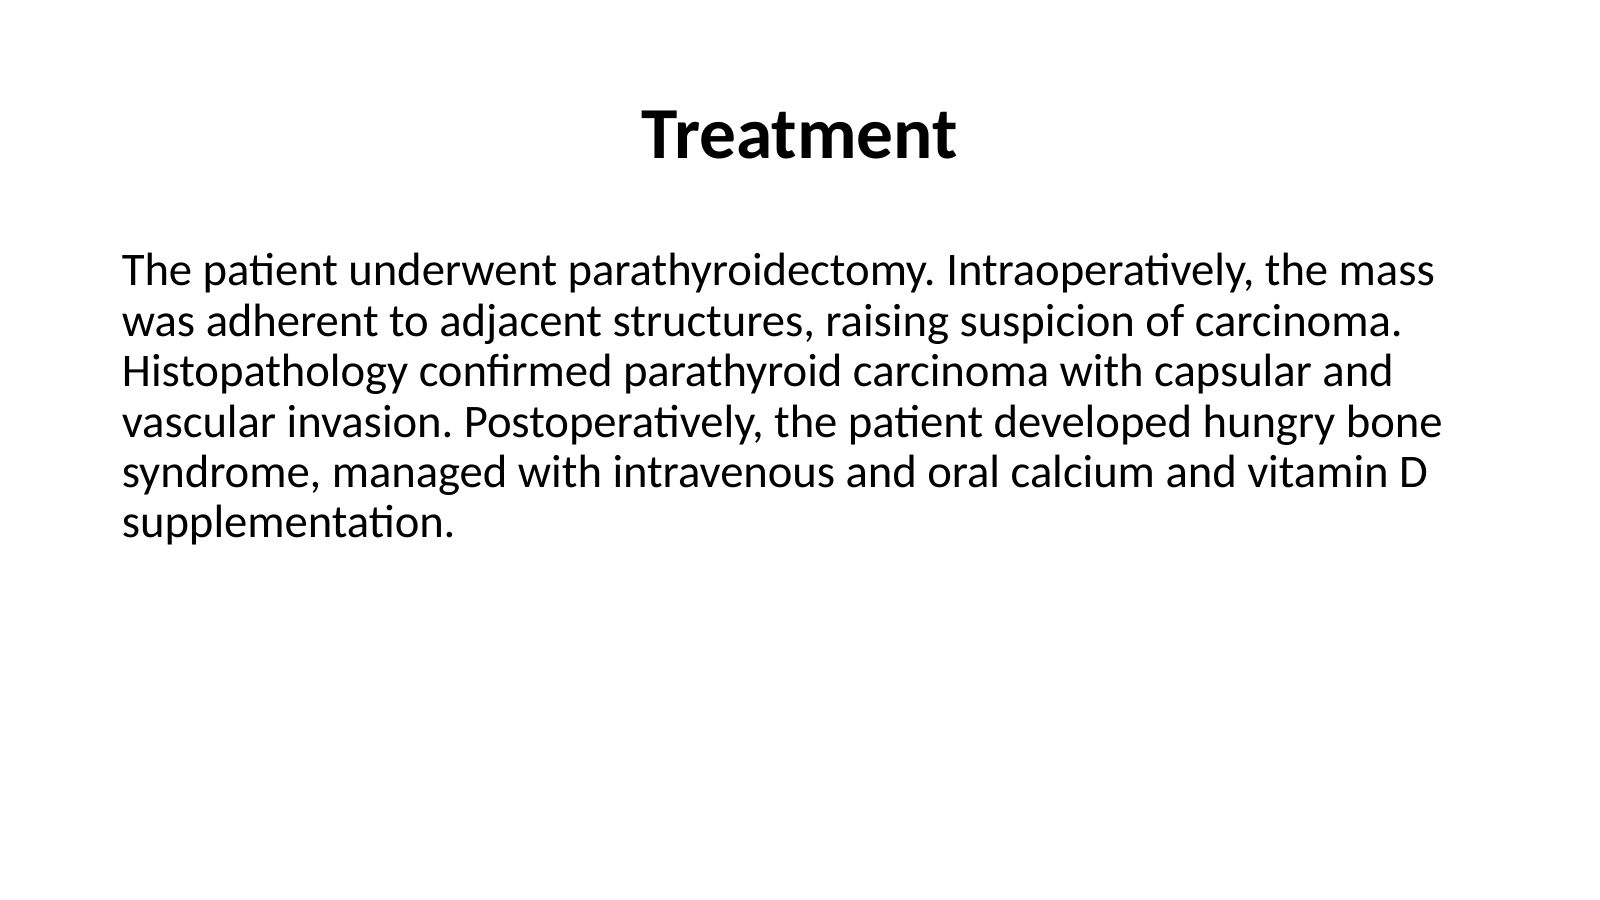 Treatment
The patient underwent parathyroidectomy. Intraoperatively, the mass
was adherent to adjacent structures, raising suspicion of carcinoma.
Histopathology confirmed parathyroid carcinoma with capsular and
vascular invasion. Postoperatively, the patient developed hungry bone
syndrome, managed with intravenous and oral calcium and vitamin D
supplementation.